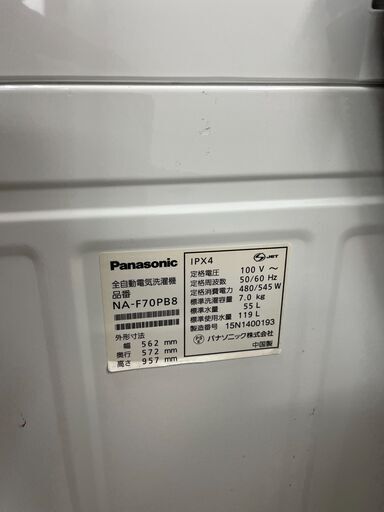 Panasonic
全自動電気洗濯機
品番
NA-F70PB8
外形寸法
幅 562 mm
奥行 572 mm
高さ 957 mm
IPX4
JET
定格電圧 100 V ~
定格周波数 50/60 Hz
定格消費電力 480/545 W
標準洗濯容量 7.0 kg
標準水量 55 L
標準使用水量 119 L
製造番号 15N1400193
パナソニック株式会社
中国製